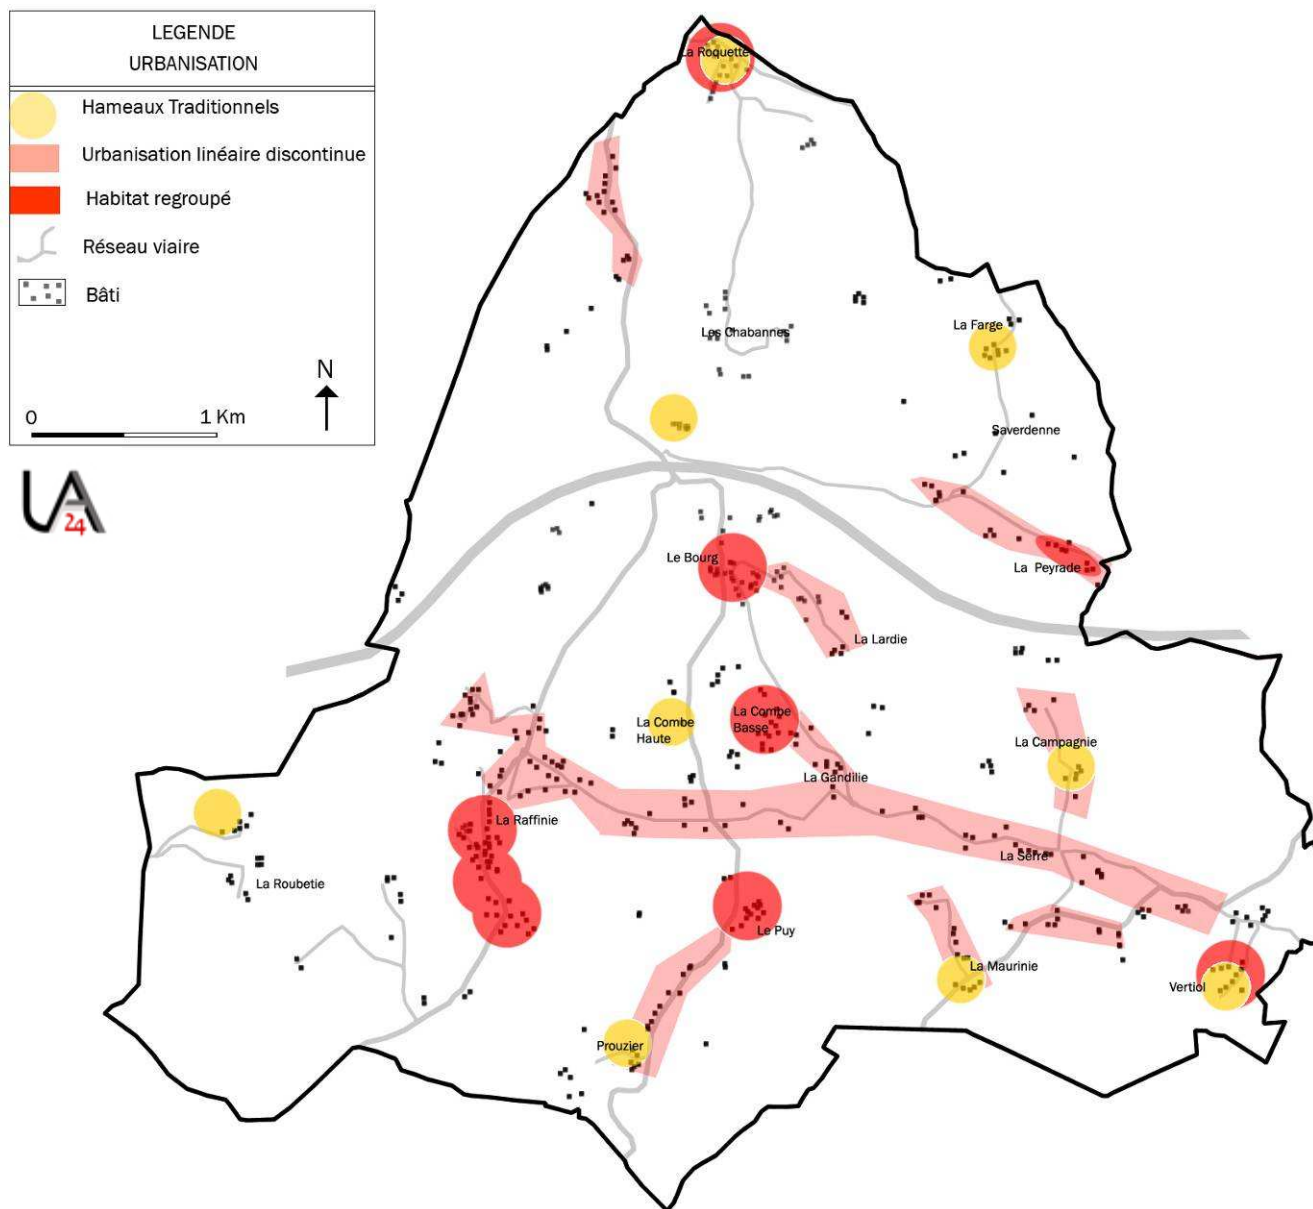 LEGENDE
URBANISATION
Hameaux Traditionnels
Urbanisation linéaire discontinue
Habitat regroupé
Réseau viaire
Bâti
N
0 1 Km
24
La Roquette
Les Chabannes
La Farge
Saverdenne
Le Bourg
La Peyrade
La Lardie
La Combe
Haute
La Combe
Basse
La Campagnie
La Gandilie
La Raffinie
La Serre
La Roubetie
Le Puy
La Maurinie
Vertiol
Prouzier